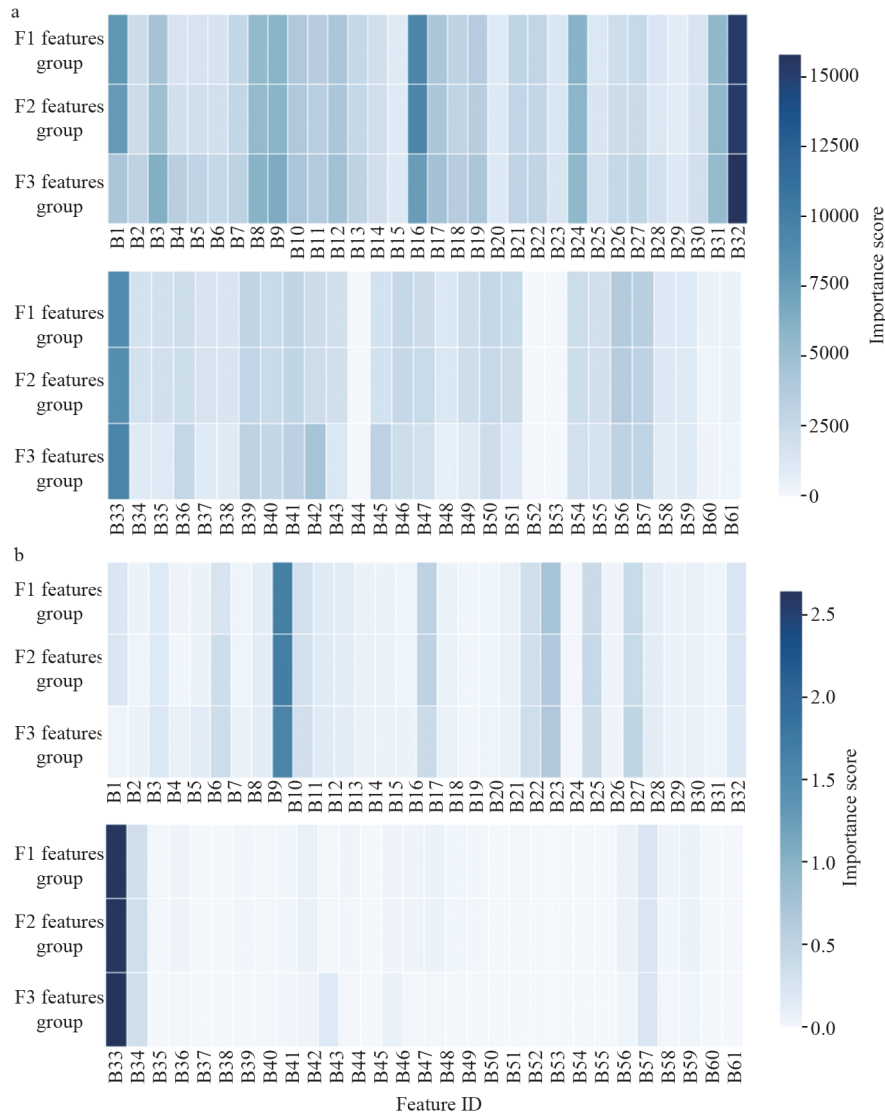 a
F1 features
group
F2 features
group
F3 features
group
B1 B2 B3 B4 B5 B6 B7 B8 B9 B10 B11 B12 B13 B14 B15 B16 B17 B18 B19 B20 B21 B22 B23 B24 B25 B26 B27 B28 B29 B30 B31 B32
F1 features
group
F2 features
group
F3 features
group
B33 B34 B35 B36 B37 B38 B39 B40 B41 B42 B43 B44 B45 B46 B47 B48 B49 B50 B51 B52 B53 B54 B55 B56 B57 B58 B59 B60 B61
15000
12500
10000
7500
5000
2500
0
Importance score
b
F1 features
group
F2 features
group
F3 features
group
B1 B2 B3 B4 B5 B6 B7 B8 B9 B10 B11 B12 B13 B14 B15 B16 B17 B18 B19 B20 B21 B22 B23 B24 B25 B26 B27 B28 B29 B30 B31 B32
F1 features
group
F2 features
group
F3 features
group
B33 B34 B35 B36 B37 B38 B39 B40 B41 B42 B43 B44 B45 B46 B47 B48 B49 B50 B51 B52 B53 B54 B55 B56 B57 B58 B59 B60 B61
2.5
2.0
1.5
1.0
0.5
0.0
Importance score
Feature ID